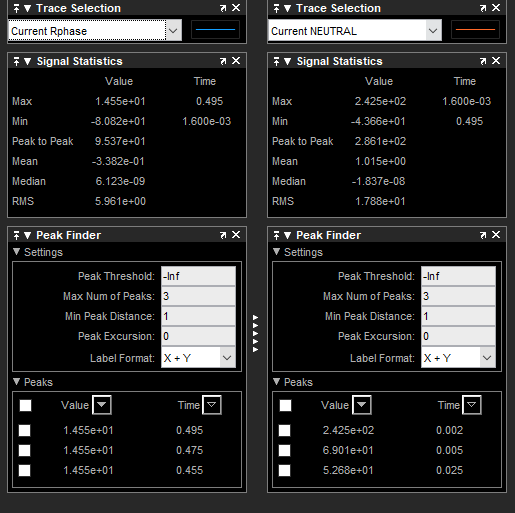 Trace Selection
Current Rphase
Signal Statistics
Value Time
Max 1.455e+01 0.495
Min -8.082e+01 1.600e-03
Peak to Peak 9.537e+01
Mean -3.382e-01
Median 6.123e-09
RMS 5.961e+00
Peak Finder
Settings
Peak Threshold: -Inf
Max Num of Peaks: 3
Min Peak Distance: 1
Peak Excursion: 0
Label Format: X + Y
Peaks
Value Time
1.455e+01 0.495
1.455e+01 0.475
1.455e+01 0.455
Trace Selection
Current NEUTRAL
Signal Statistics
Value Time
Max 2.425e+02 1.600e-03
Min -4.366e+01 0.495
Peak to Peak 2.861e+02
Mean 1.015e+00
Median -1.837e-08
RMS 1.788e+01
Peak Finder
Settings
Peak Threshold: -Inf
Max Num of Peaks: 3
Min Peak Distance: 1
Peak Excursion: 0
Label Format: X + Y
Peaks
Value Time
2.425e+02 0.002
6.901e+01 0.005
5.268e+01 0.025